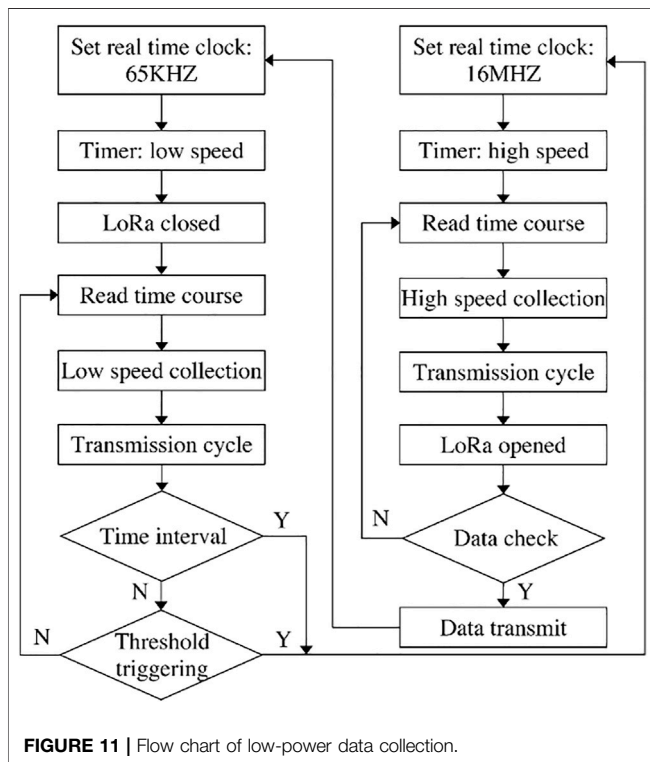 Set real time clock:
65KHZ
Timer: low speed
LoRa closed
Read time course
Low speed collection
Transmission cycle
Time interval
Y
N
Threshold
triggering
N
Y
Set real time clock:
16MHZ
Timer: high speed
Read time course
High speed collection
Transmission cycle
LoRa opened
Data check
N
Y
Data transmit
FIGURE 11 | Flow chart of low-power data collection.